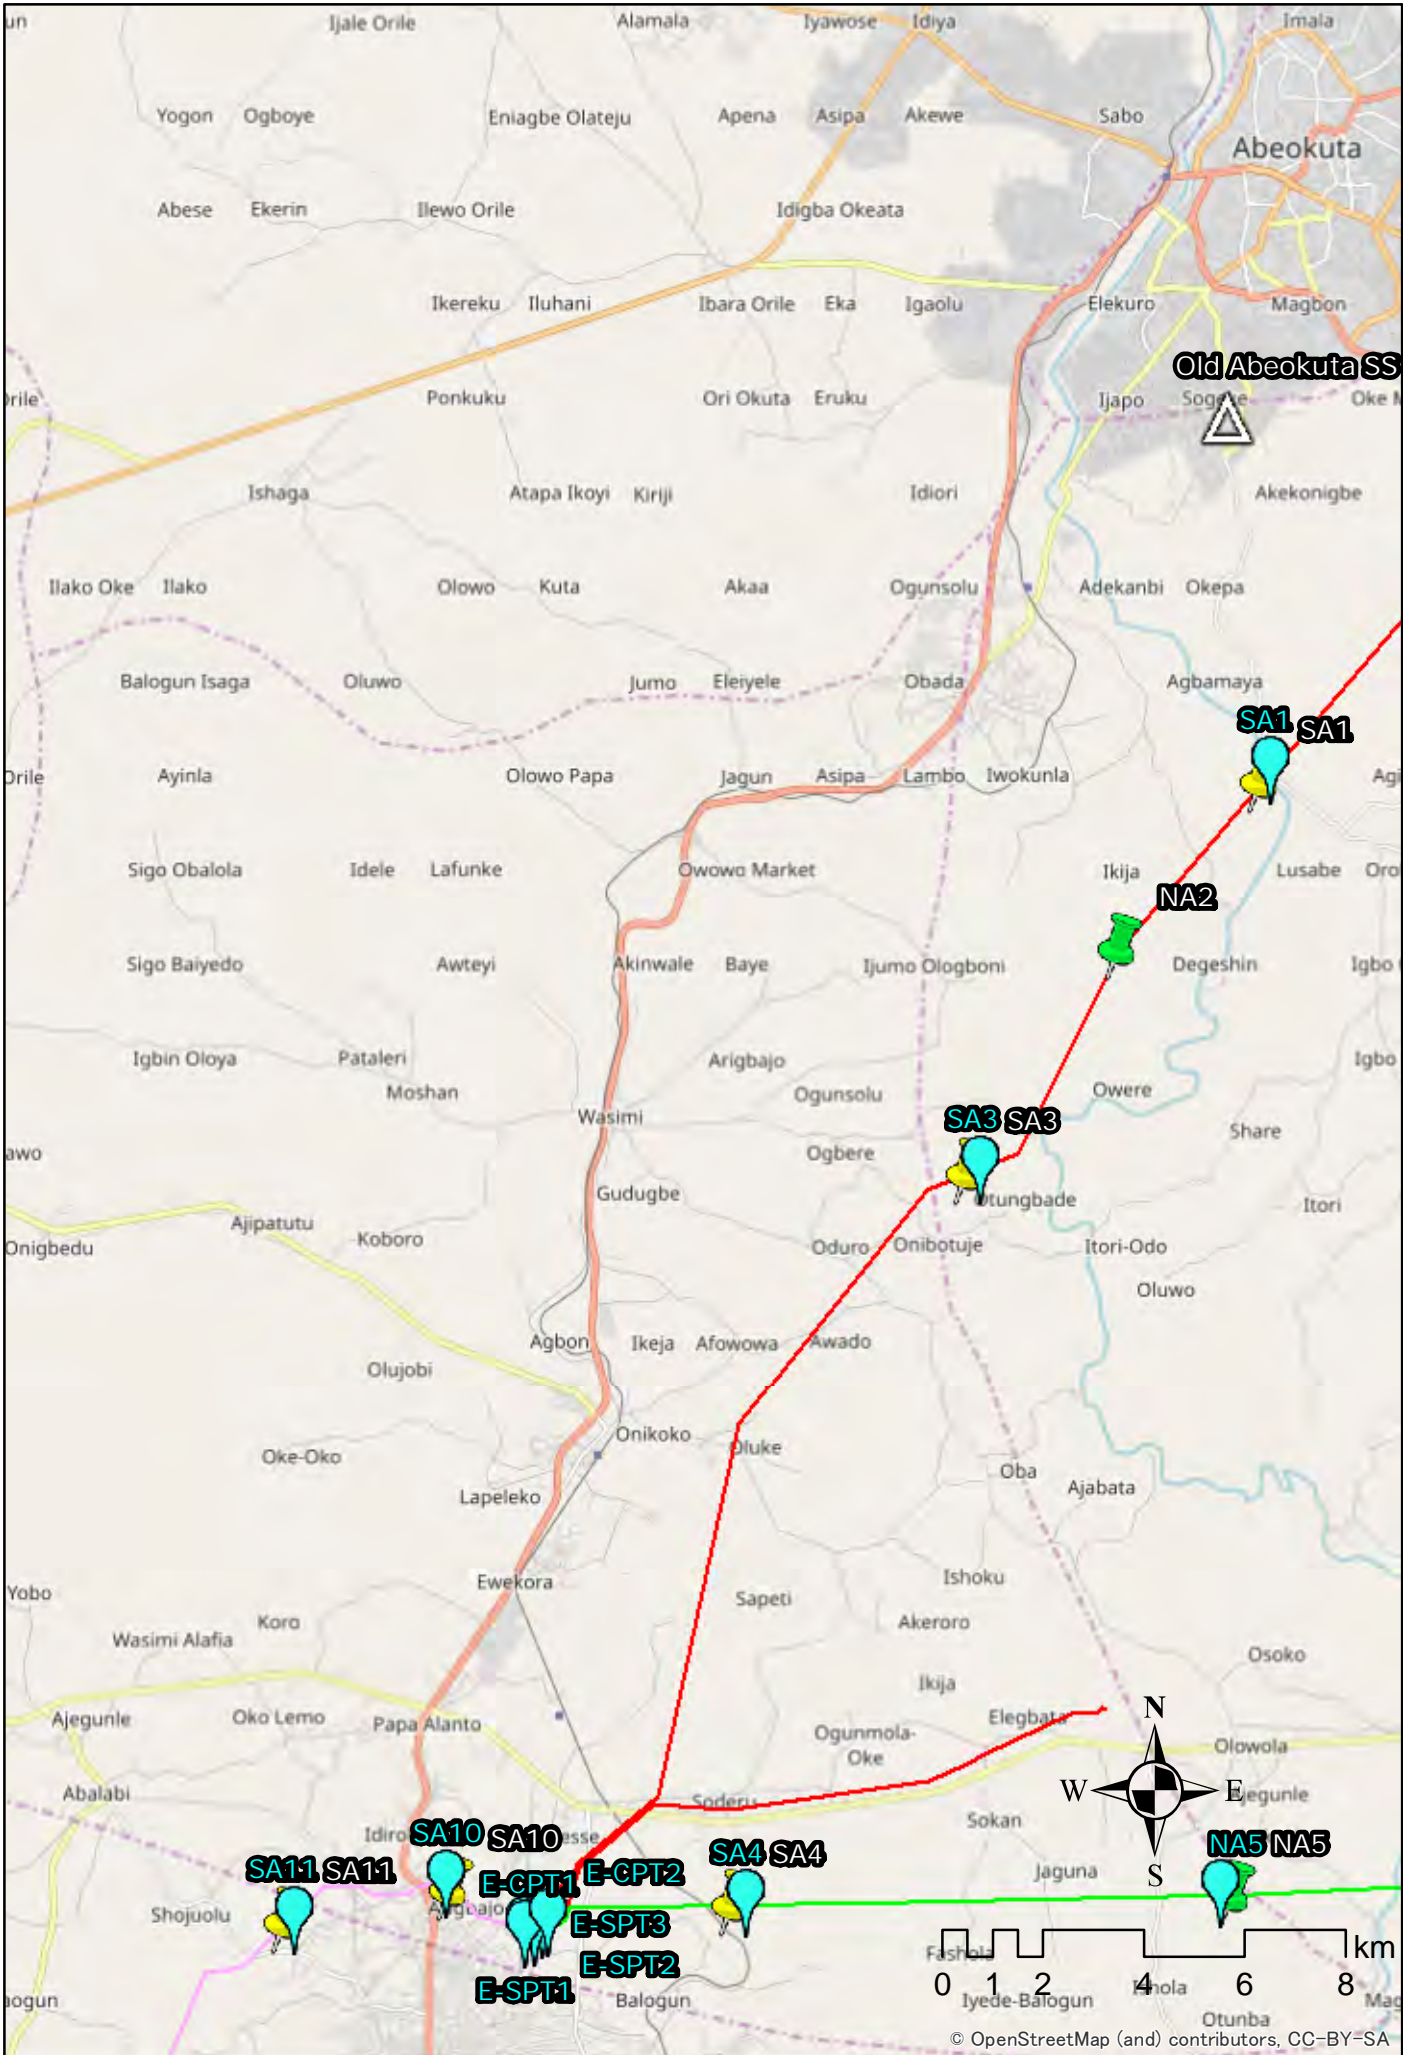 un
Ijale Orile
Alamala
Iyawose
Idiya
Imala
Yogon
Ogboye
Eniagbe Olateju
Apena
Asipa
Akewe
Sabo
Abeokuta
Abese
Ekerin
Ilewo Orile
Idigba Okeata
Ikereku
Iluhani
Ibara Orile
Eka
Igaolu
Elekuro
Magbon
Old Abeokuta SS
Ponkuku
Ori Okuta
Eruku
Ijapo
Ishaga
Atapa Ikoyi
Kiriji
Idiori
Akekonigbe
Ilako Oke
Ilako
Olowo
Kuta
Akaa
Ogunsolu
Adekanbi
Okepa
Balogun Isaga
Oluwo
Jumo
Eleiyele
Obada
Agbamaya
SA1
SA1
Ayinla
Olowo Papa
Jagun
Asipa
Lambo
Iwokunla
Agi
Sigo Obalola
Idele
Lafunke
Owowo Market
Ikija
Lusabe
Oro
NA2
Sigo Baiyedo
Awteyi
Akinwale
Baye
Ijumo Ologboni
Degeshin
Igbo
Igbin Oloya
Pataleri
Arigbajo
Igbo
Moshan
Ogunsolu
Owere
Wasimi
SA3
SA3
Share
awo
Ogbere
Gudugbe
Otungbade
Itori
Ajipatutu
Onigbedu
Koboro
Oduro
Onibotuje
Itori-Odo
Oluwo
Agbon
Ikeja
Afowowa
Awado
Olujobi
Onikoko
Oluke
Oke-Oko
Oba
Ajabata
Lapeleko
Ewekora
Ishoku
Yobo
Sapeti
Koro
Akeroro
Wasimi Alafia
Osoko
Ikija
N
Ajegunle
Oko Lemo
Papa Alanto
Elegbata
Ogunmola-
Oke
Olowola
W
E
Abalabi
Soderu
Sokan
S
SA10
SA10
E-CPT1
E-CPT2
SA4
SA4
NA5
NA5
SA11
SA11
Jaguna
Shojuolu
E-SPT3
E-SPT2
E-SPT1
Fashola
km
0
1
2
4
6
8
Balogun
Iyede-Balogun
Otunba
© OpenStreetMap (and) contributors, CC-BY-SA